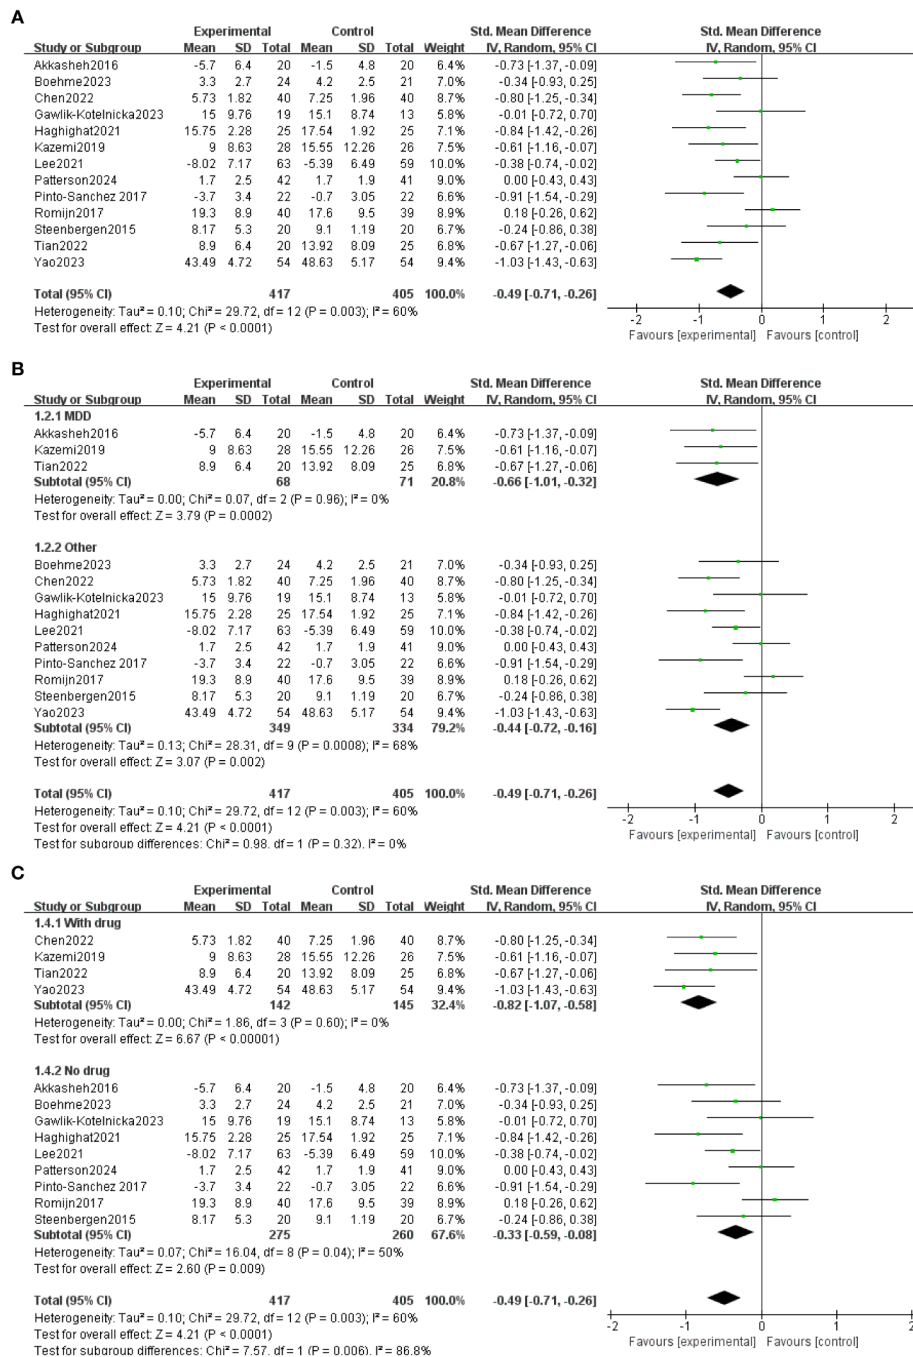 A
Experimental Control Std. Mean Difference Std. Mean Difference
Study or Subgroup Mean SD Total Mean SD Total Weight IV, Random, 95% CI IV, Random, 95% CI
Akkasheh2016 -5.7 6.4 20 -1.5 4.8 20 6.4% -0.73 [-1.37, -0.09]
Boehme2023 3.3 2.7 24 4.2 2.5 21 7.0% -0.34 [-0.93, 0.25]
Chen2022 5.73 1.82 40 7.25 1.96 40 8.7% -0.80 [-1.25, -0.34]
Gawlik-Kotelnicka2023 15 9.76 19 15.1 8.74 13 5.8% -0.01 [-0.72, 0.70]
Haghighat2021 15.75 2.28 25 17.54 1.92 25 7.1% -0.84 [-1.42, -0.26]
Kazemi2019 9 8.63 28 15.55 12.26 26 7.5% -0.61 [-1.16, -0.07]
Lee2021 -8.02 7.17 63 -5.39 6.49 59 10.0% -0.38 [-0.74, -0.02]
Patterson2024 1.7 2.5 42 1.7 1.9 41 9.0% 0.00 [-0.43, 0.43]
Pinto-Sanchez 2017 -3.7 3.4 22 -0.7 3.05 22 6.6% -0.91 [-1.54, -0.29]
Romijn2017 19.3 8.9 40 17.6 9.5 39 8.9% 0.18 [-0.26, 0.62]
Steenbergen2015 8.17 5.3 20 9.1 1.19 20 6.7% -0.24 [-0.86, 0.38]
Tian2022 8.9 6.4 20 13.92 8.09 25 6.8% -0.67 [-1.27, -0.06]
Yao2023 43.49 4.72 54 48.63 5.17 54 9.4% -1.03 [-1.43, -0.63]
Total (95% CI) 417 405 100.0% -0.49 [-0.71, -0.26]
Heterogeneity: Tau² = 0.10; Chi² = 29.72, df = 12 (P = 0.003); I² = 60%
Test for overall effect: Z = 4.21 (P < 0.0001)
-2 -1 0 1 2
Favours [experimental] Favours [control]
B
Experimental Control Std. Mean Difference Std. Mean Difference
Study or Subgroup Mean SD Total Mean SD Total Weight IV, Random, 95% CI IV, Random, 95% CI
1.2.1 MDD
Akkasheh2016 -5.7 6.4 20 -1.5 4.8 20 6.4% -0.73 [-1.37, -0.09]
Kazemi2019 9 8.63 28 15.55 12.26 26 7.5% -0.61 [-1.16, -0.07]
Tian2022 8.9 6.4 20 13.92 8.09 25 6.8% -0.67 [-1.27, -0.06]
Subtotal (95% CI) 68 71 20.8% -0.66 [-1.01, -0.32]
Heterogeneity: Tau² = 0.00; Chi² = 0.07, df = 2 (P = 0.96); I² = 0%
Test for overall effect: Z = 3.79 (P = 0.0002)
1.2.2 Other
Boehme2023 3.3 2.7 24 4.2 2.5 21 7.0% -0.34 [-0.93, 0.25]
Chen2022 5.73 1.82 40 7.25 1.96 40 8.7% -0.80 [-1.25, -0.34]
Gawlik-Kotelnicka2023 15 9.76 19 15.1 8.74 13 5.8% -0.01 [-0.72, 0.70]
Haghighat2021 15.75 2.28 25 17.54 1.92 25 7.1% -0.84 [-1.42, -0.26]
Lee2021 -8.02 7.17 63 -5.39 6.49 59 10.0% -0.38 [-0.74, -0.02]
Patterson2024 1.7 2.5 42 1.7 1.9 41 9.0% 0.00 [-0.43, 0.43]
Pinto-Sanchez 2017 -3.7 3.4 22 -0.7 3.05 22 6.6% -0.91 [-1.54, -0.29]
Romijn2017 19.3 8.9 40 17.6 9.5 39 8.9% 0.18 [-0.26, 0.62]
Steenbergen2015 8.17 5.3 20 9.1 1.19 20 6.7% -0.24 [-0.86, 0.38]
Yao2023 43.49 4.72 54 48.63 5.17 54 9.4% -1.03 [-1.43, -0.63]
Subtotal (95% CI) 349 334 79.2% -0.44 [-0.72, -0.16]
Heterogeneity: Tau² = 0.13; Chi² = 28.31, df = 9 (P = 0.0008); I² = 68%
Test for overall effect: Z = 3.07 (P = 0.002)
Total (95% CI) 417 405 100.0% -0.49 [-0.71, -0.26]
Heterogeneity: Tau² = 0.10; Chi² = 29.72, df = 12 (P = 0.003); I² = 60%
Test for overall effect: Z = 4.21 (P < 0.0001)
Test for subgroup differences: Chi² = 0.98, df = 1 (P = 0.32), I² = 0%
-2 -1 0 1 2
Favours [experimental] Favours [control]
C
Experimental Control Std. Mean Difference Std. Mean Difference
Study or Subgroup Mean SD Total Mean SD Total Weight IV, Random, 95% CI IV, Random, 95% CI
1.4.1 With drug
Chen2022 5.73 1.82 40 7.25 1.96 40 8.7% -0.80 [-1.25, -0.34]
Kazemi2019 9 8.63 28 15.55 12.26 26 7.5% -0.61 [-1.16, -0.07]
Tian2022 8.9 6.4 20 13.92 8.09 25 6.8% -0.67 [-1.27, -0.06]
Yao2023 43.49 4.72 54 48.63 5.17 54 9.4% -1.03 [-1.43, -0.63]
Subtotal (95% CI) 142 145 32.4% -0.82 [-1.07, -0.58]
Heterogeneity: Tau² = 0.00; Chi² = 1.86, df = 3 (P = 0.60); I² = 0%
Test for overall effect: Z = 6.67 (P < 0.00001)
1.4.2 No drug
Akkasheh2016 -5.7 6.4 20 -1.5 4.8 20 6.4% -0.73 [-1.37, -0.09]
Boehme2023 3.3 2.7 24 4.2 2.5 21 7.0% -0.34 [-0.93, 0.25]
Gawlik-Kotelnicka2023 15 9.76 19 15.1 8.74 13 5.8% -0.01 [-0.72, 0.70]
Haghighat2021 15.75 2.28 25 17.54 1.92 25 7.1% -0.84 [-1.42, -0.26]
Lee2021 -8.02 7.17 63 -5.39 6.49 59 10.0% -0.38 [-0.74, -0.02]
Patterson2024 1.7 2.5 42 1.7 1.9 41 9.0% 0.00 [-0.43, 0.43]
Pinto-Sanchez 2017 -3.7 3.4 22 -0.7 3.05 22 6.6% -0.91 [-1.54, -0.29]
Romijn2017 19.3 8.9 40 17.6 9.5 39 8.9% 0.18 [-0.26, 0.62]
Steenbergen2015 8.17 5.3 20 9.1 1.19 20 6.7% -0.24 [-0.86, 0.38]
Subtotal (95% CI) 275 260 67.6% -0.33 [-0.59, -0.08]
Heterogeneity: Tau² = 0.07; Chi² = 16.04, df = 8 (P = 0.04); I² = 50%
Test for overall effect: Z = 2.60 (P = 0.009)
Total (95% CI) 417 405 100.0% -0.49 [-0.71, -0.26]
Heterogeneity: Tau² = 0.10; Chi² = 29.72, df = 12 (P = 0.003); I² = 60%
Test for overall effect: Z = 4.21 (P < 0.0001)
Test for subgroup differences: Chi² = 7.57, df = 1 (P = 0.006), I² = 86.8%
-2 -1 0 1 2
Favours [experimental] Favours [control]